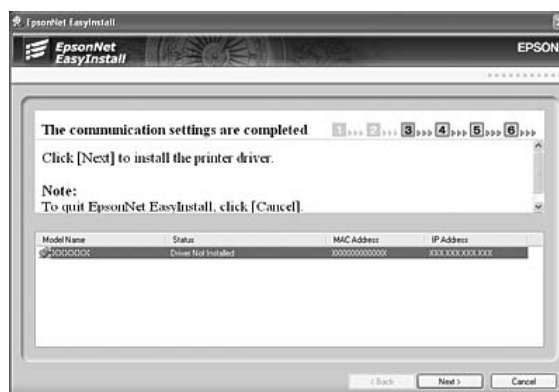 EpsonNet EasyInstall
EpsonNet
EasyInstall
EPSON
The communication settings are completed 1 2 3 4 5 6
Click [Next] to install the printer driver.
Note:
To quit EpsonNet EasyInstall, click [Cancel].
Model Name Status MAC Address IP Address
XXXXXXX Driver Not Installed XXXXXXXXXXXX XXX.XXX.XXX.XXX
< Back Next > Cancel